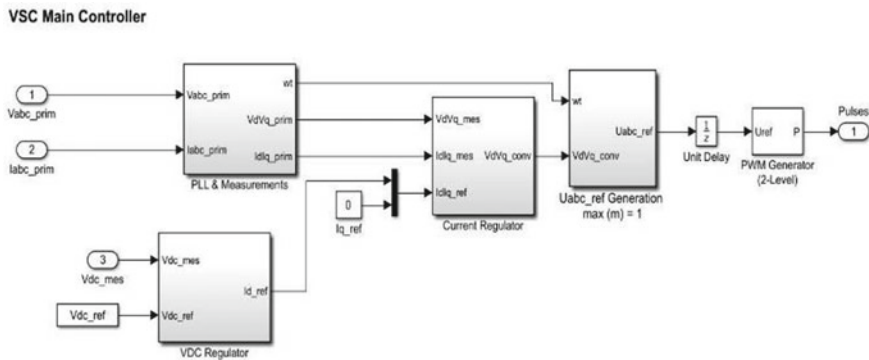 VSC Main Controller
1
Vabc_prim
2
Iabc_prim
Vabc_prim
Iabc_prim
wt
VdVq_prim
IdIq_prim
PLL & Measurements
3
Vdc_mes
Vdc_ref
Vdc_mes
Vdc_ref
Id_ref
VDC Regulator
0
Iq_ref
VdVq_mes
IdIq_mes
IdIq_ref
VdVq_conv
Current Regulator
wt
VdVq_conv
Uabc_ref
Uabc_ref Generation
max (m) = 1
1
z
Unit Delay
Uref
P
PWM Generator
(2-Level)
Pulses
1